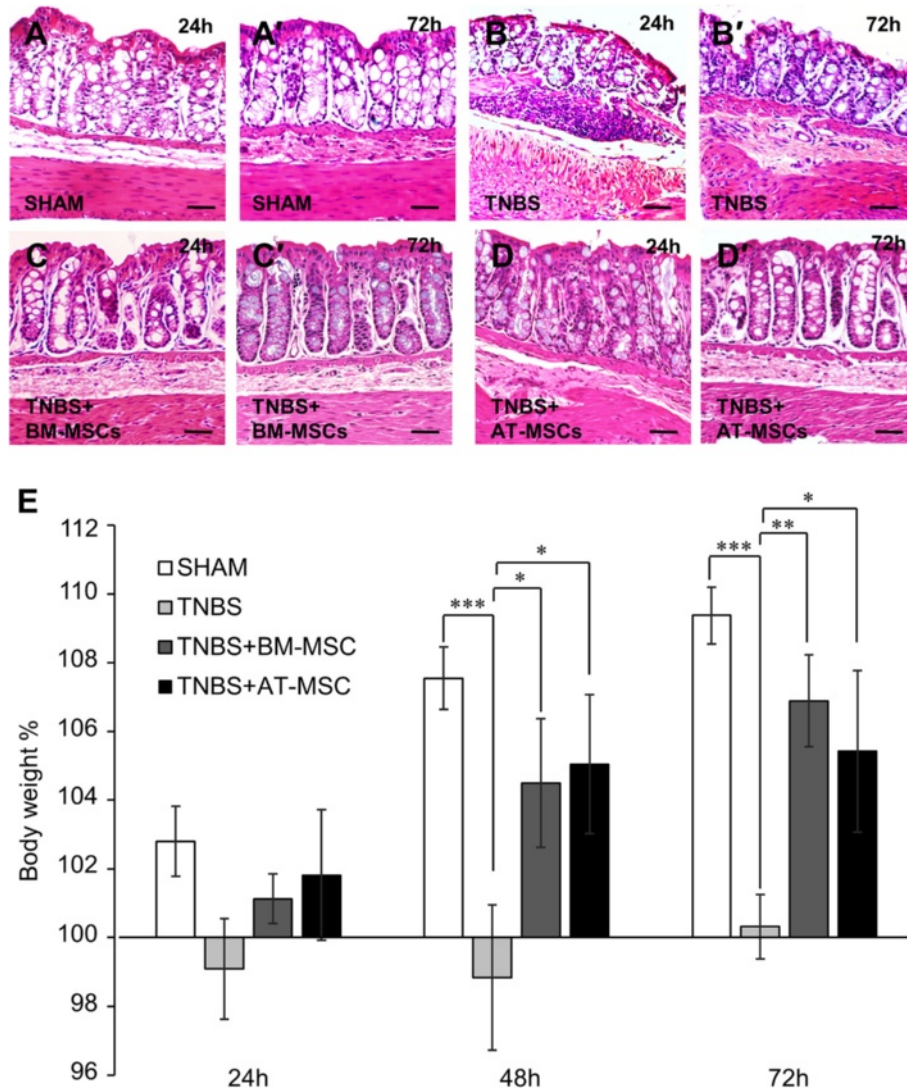 A 24h
SHAM
A′ 72h
SHAM
B 24h
TNBS
B′ 72h
TNBS
C 24h
TNBS+
BM-MSCs
C′ 72h
TNBS+
BM-MSCs
D 24h
TNBS+
AT-MSCs
D′ 72h
TNBS+
AT-MSCs
E
Body weight %
112
110
108
106
104
102
100
98
96
SHAM
TNBS
TNBS+BM-MSC
TNBS+AT-MSC
***
*
*
***
**
*
24h 48h 72h